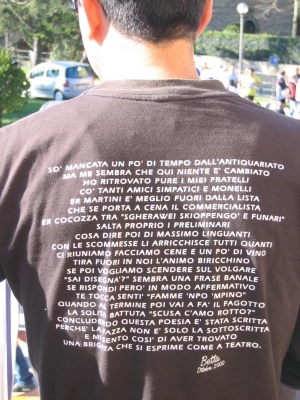 SO' MANCATA UN PO' DI TEMPO DALL'ANTIQUARIATO
MA ME SEMBRA CHE QUI NIENTE E' CAMBIATO
HO RITROVATO PURE I MIEI FRATELLI
CO' TANTI AMICI SIMPATICI E MONELLI
ER MARTINI E' MEGLIO FUORI DALLA LISTA
CHE SE PORTA A CENA IL COMMERCIALISTA
ER COCOZZA TRA "SGHERAWEI SKIOPPENGO' E FUNARI"
SALTA PROPRIO I PRELIMINARI
COSA DIRE POI DI MASSIMO LINGUANTI
CON LE SCOMMESSE LI ARRICCHISCE TUTTI QUANTI
CI RIUNIAMO FACCIAMO CENE E UN PO' DI VINO
TIRA FUORI IN NOI L'ANIMO BIRICCHINO
SE POI VOGLIAMO SCENDERE SUL VOLGARE
"SAI DISEGNA'?" SEMBRA UNA FRASE BANALE
SE RISPONDI PERO' IN MODO AFFERMATIVO
TE TOCCA SENTI' "FAMME 'NPO 'MPINO"
QUANDO AL TERMINE POI VAI A FA' IL FAGOTTO
LA SOLITA BATTUTA "SCUSA C'AMO ROTTO?"
CONCLUDENDO QUESTA POESIA E' STATA SCRITTA
PERCHE' LA PAZZA NON E' SOLO LA SOTTOSCRITTA
E MI SENTO COSI' DI AVER TROVATO
UNA BRIGATA CHE SI ESPRIME COME A TEATRO.
Betta
Ottobre 2000